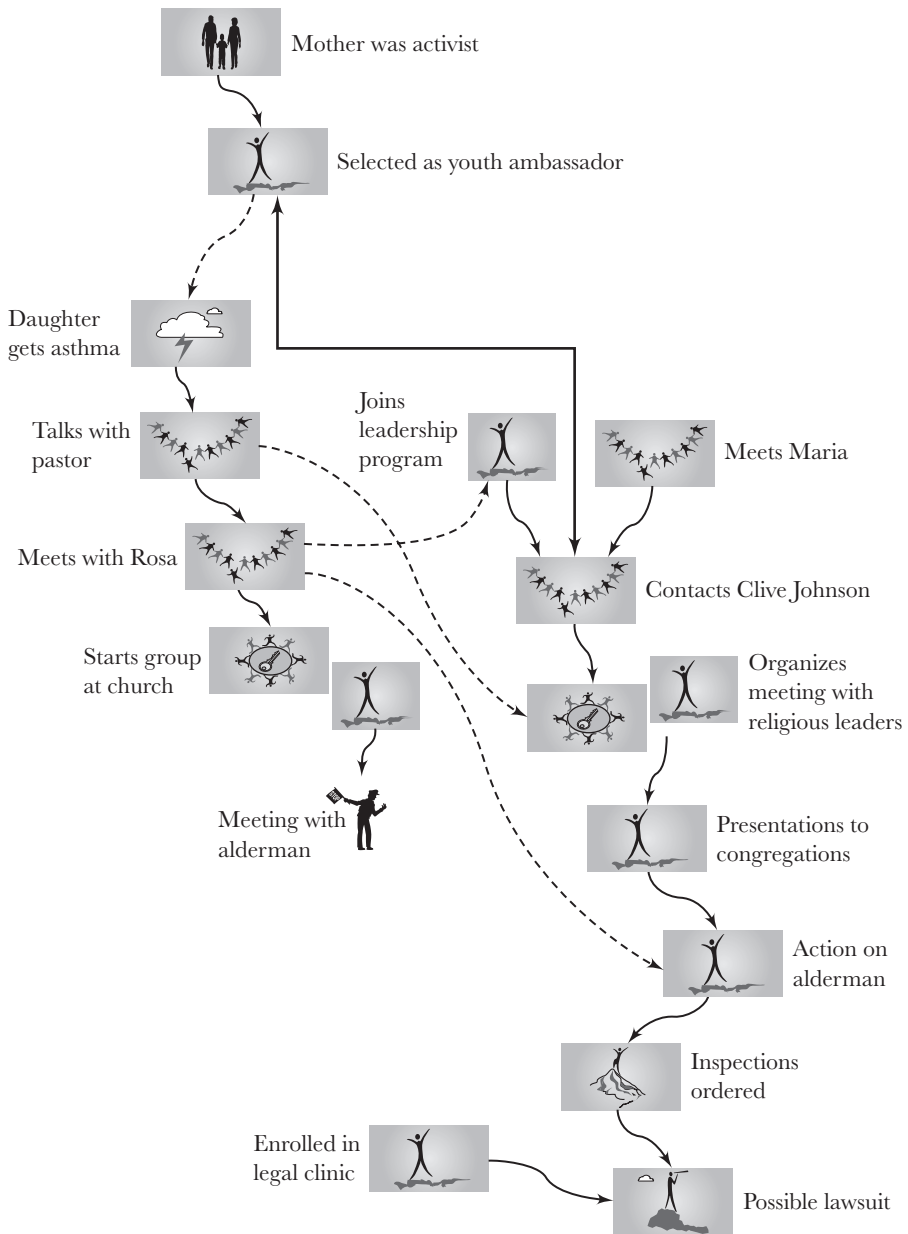 Mother was activist
Selected as youth ambassador
Daughter
gets asthma
Talks with
pastor
Joins
leadership
program
Meets Maria
Meets with Rosa
Contacts Clive Johnson
Starts group
at church
Organizes
meeting with
religious leaders
Meeting with
alderman
Presentations to
congregations
Action on
alderman
Inspections
ordered
Enrolled in
legal clinic
Possible lawsuit